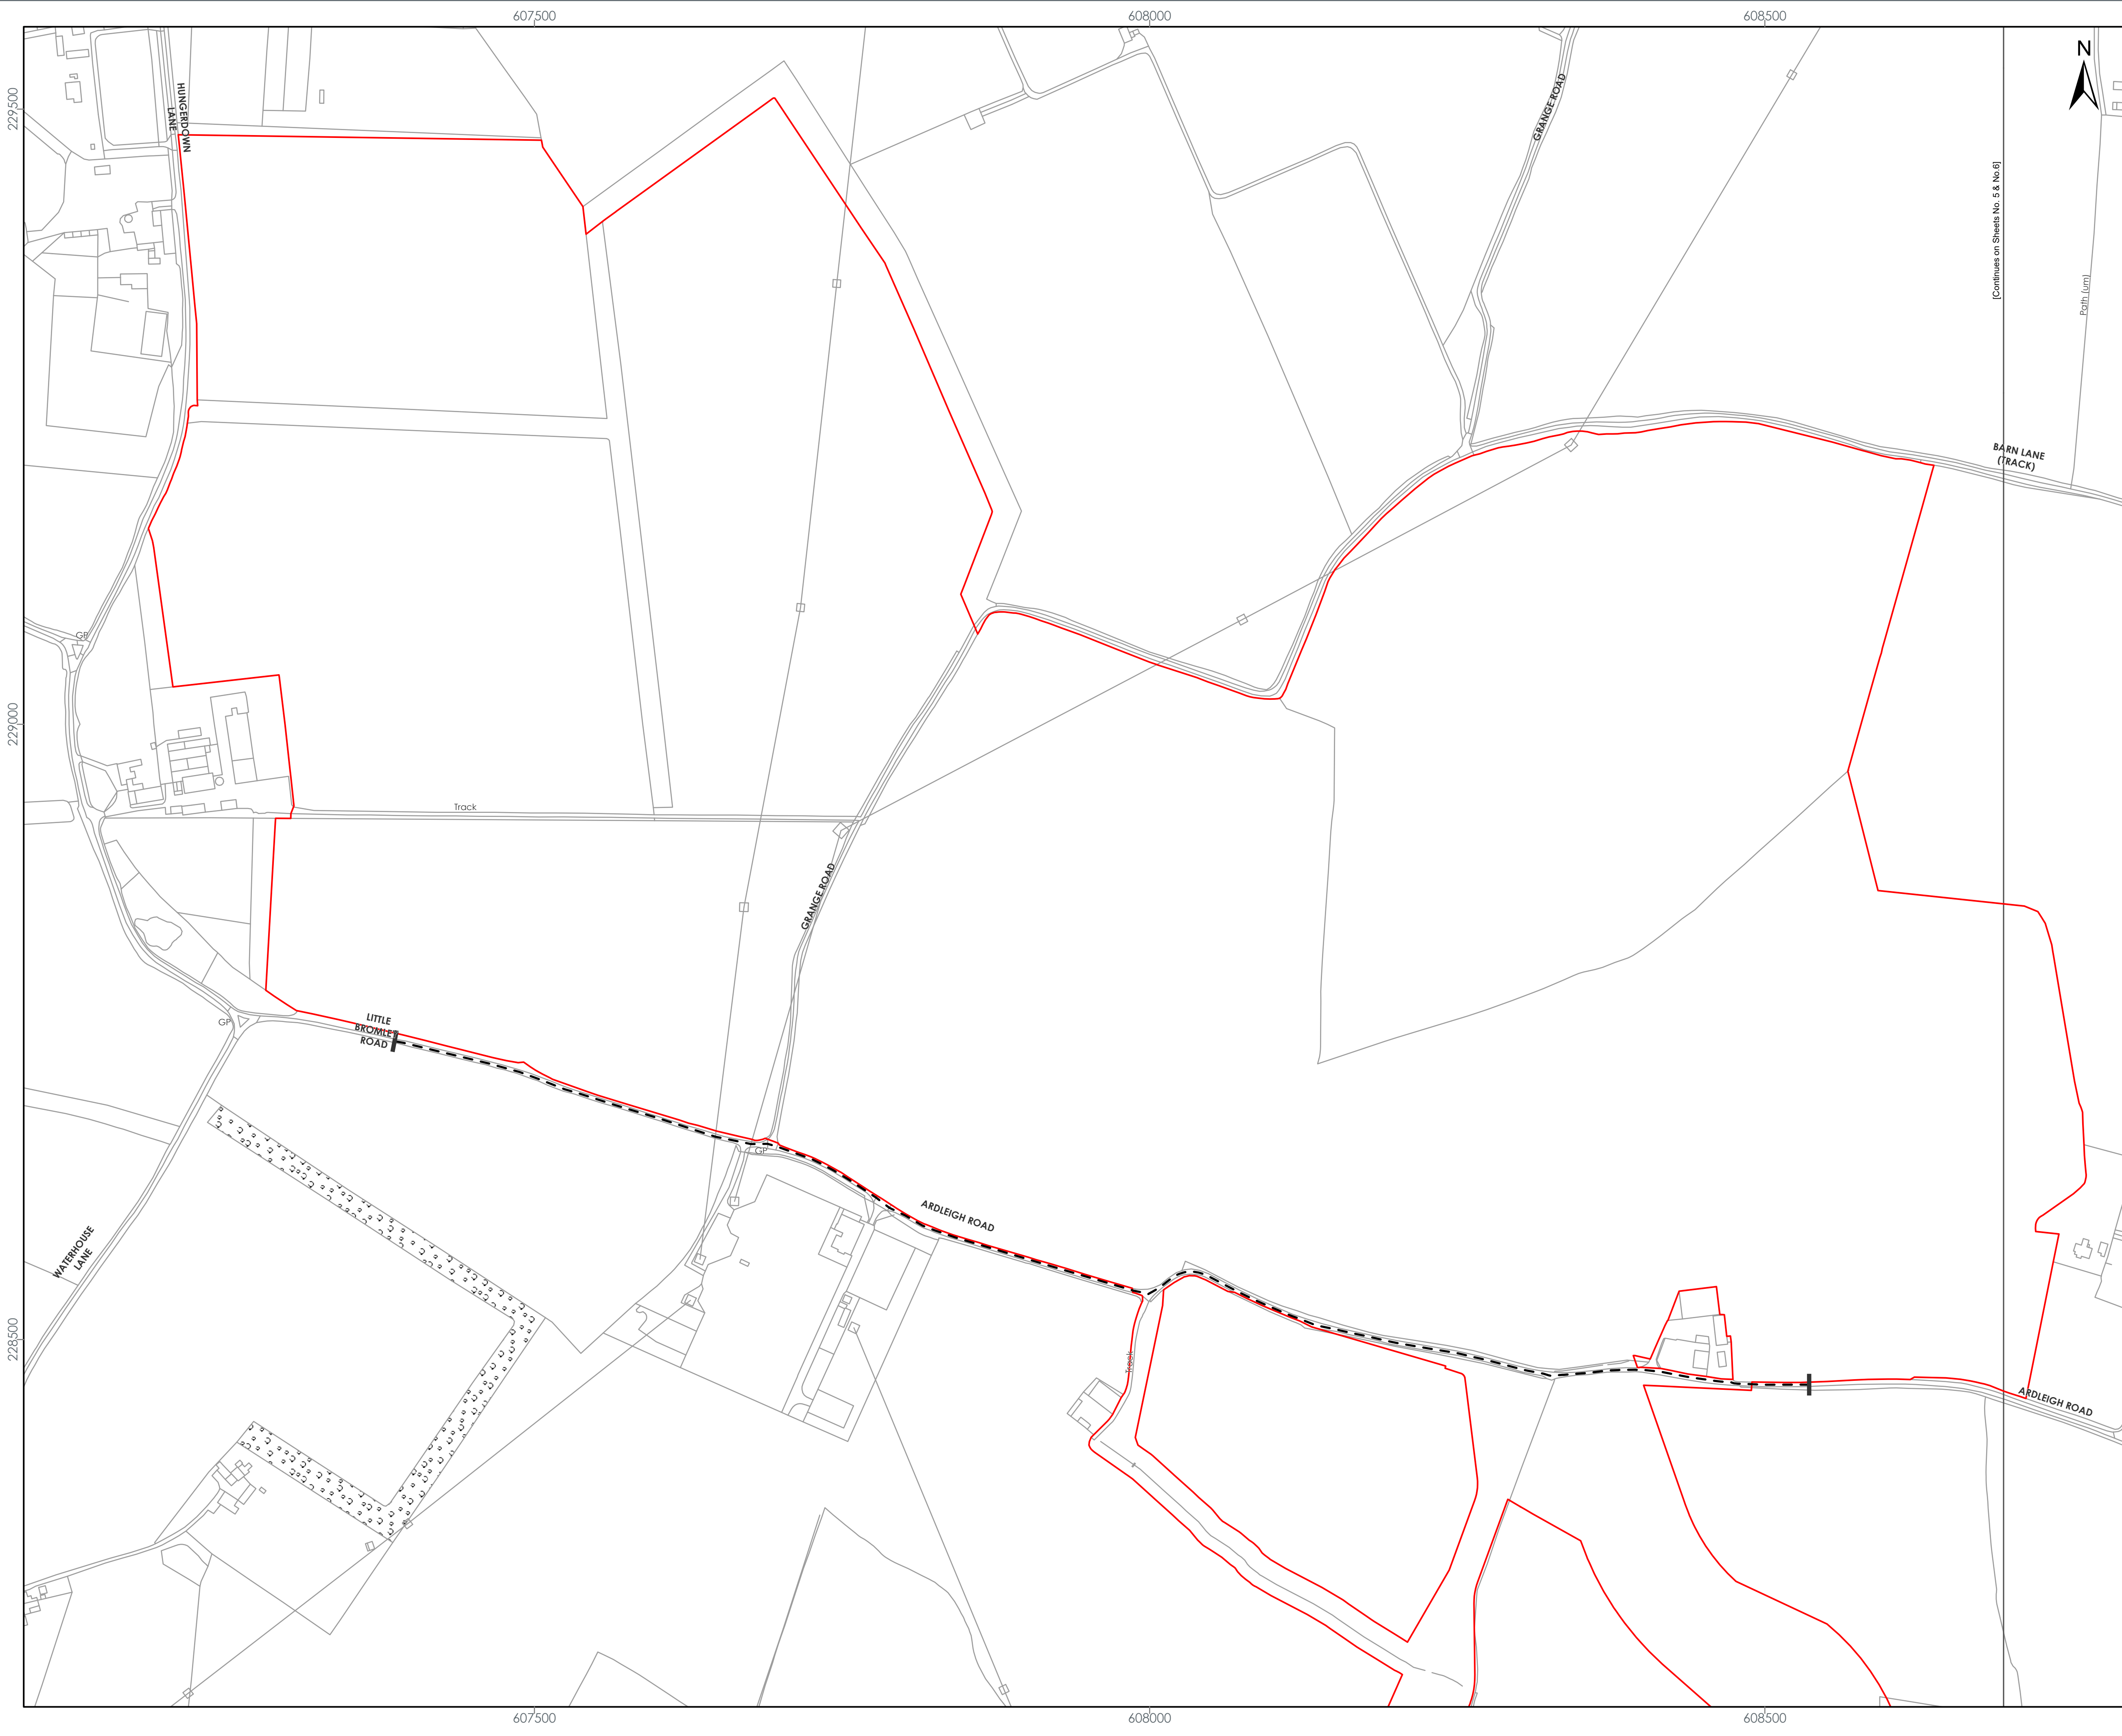 607500
608000
608500
N
229500
HUNGERDOWN
LANE
GRANGE ROAD
[Continues on Sheets No. 5 & No.6]
Path (um)
BARN LANE
(TRACK)
GP
229000
Track
GRANGE ROAD
LITTLE
BROMLEY
ROAD
GP
GP
ARDLEIGH ROAD
WATERHOUSE
LANE
228500
Track
ARDLEIGH ROAD
607500
608000
608500